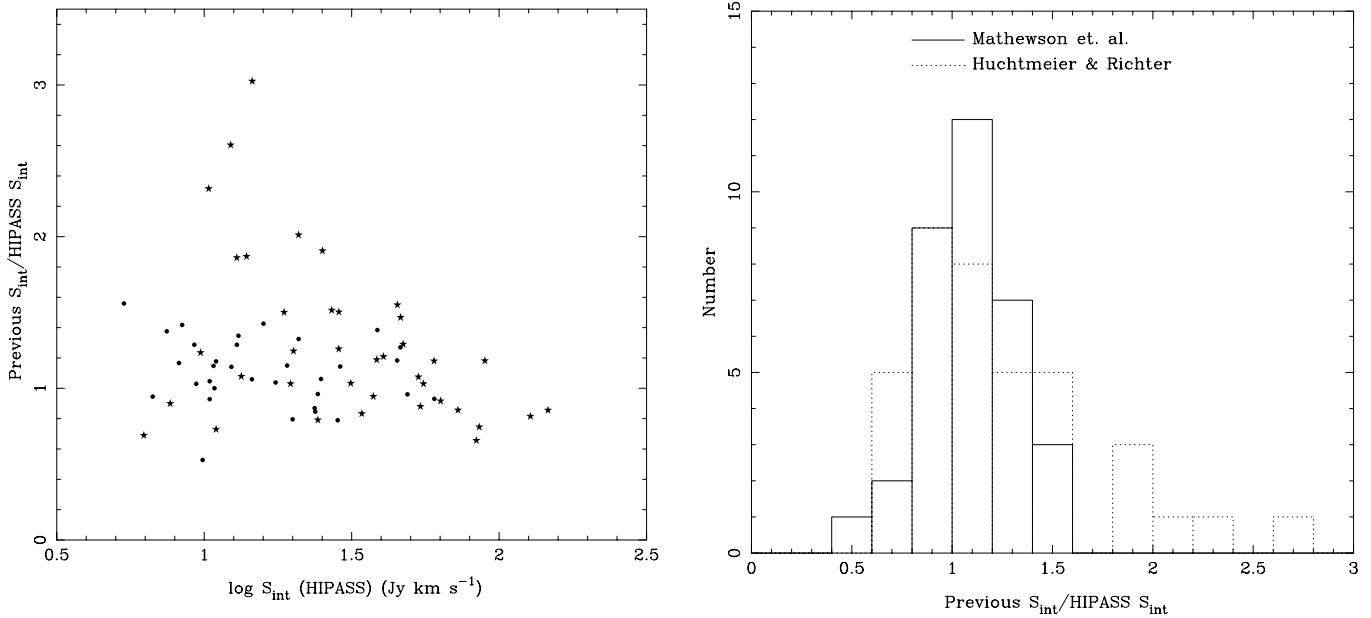 3
2
1
0
Previous S_int/HIPASS S_int
0.5 1 1.5 2 2.5
log S_int (HIPASS) (Jy km s^−1)
15
10
5
0
Number
Mathewson et. al.
Huchtmeier & Richter
0 0.5 1 1.5 2 2.5 3
Previous S_int/HIPASS S_int